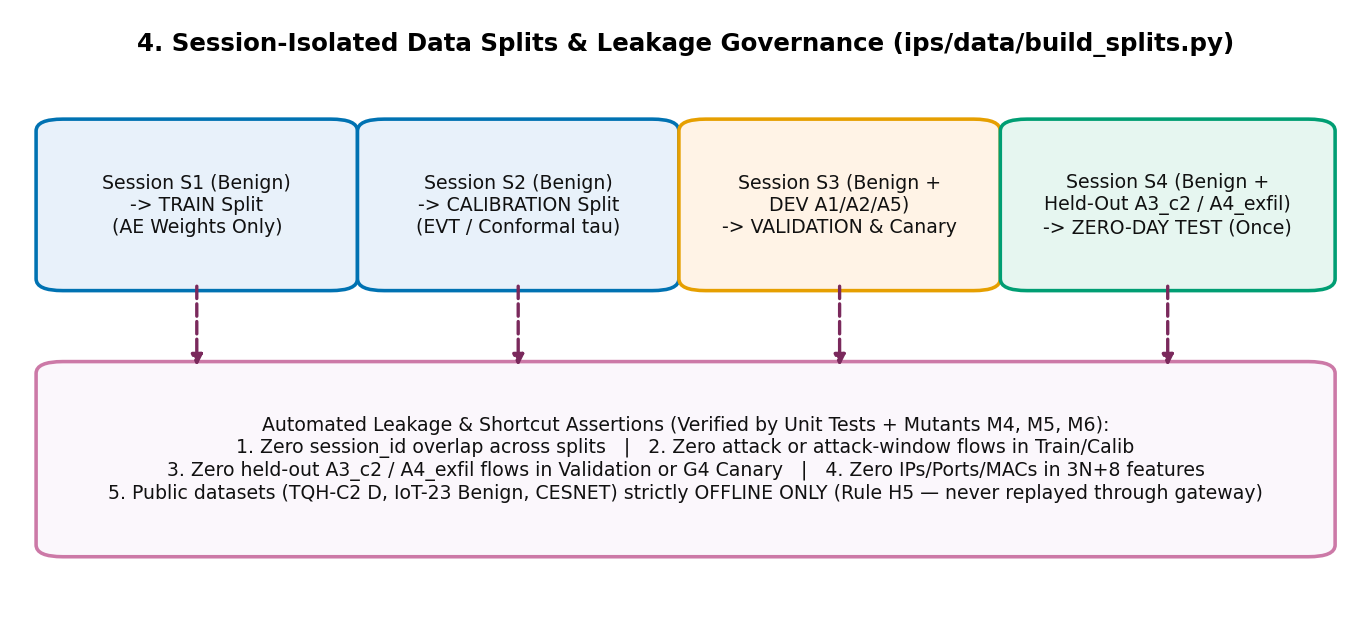 4. Session-Isolated Data Splits & Leakage Governance (ips/data/build_splits.py)
Session S1 (Benign)
-> TRAIN Split
(AE Weights Only)
Session S2 (Benign)
-> CALIBRATION Split
(EVT / Conformal tau)
Session S3 (Benign +
DEV A1/A2/A5)
-> VALIDATION & Canary
Session S4 (Benign +
Held-Out A3_c2 / A4_exfil)
-> ZERO-DAY TEST (Once)
Automated Leakage & Shortcut Assertions (Verified by Unit Tests + Mutants M4, M5, M6):
1. Zero session_id overlap across splits | 2. Zero attack or attack-window flows in Train/Calib
3. Zero held-out A3_c2 / A4_exfil flows in Validation or G4 Canary | 4. Zero IPs/Ports/MACs in 3N+8 features
5. Public datasets (TQH-C2 D, IoT-23 Benign, CESNET) strictly OFFLINE ONLY (Rule H5 — never replayed through gateway)